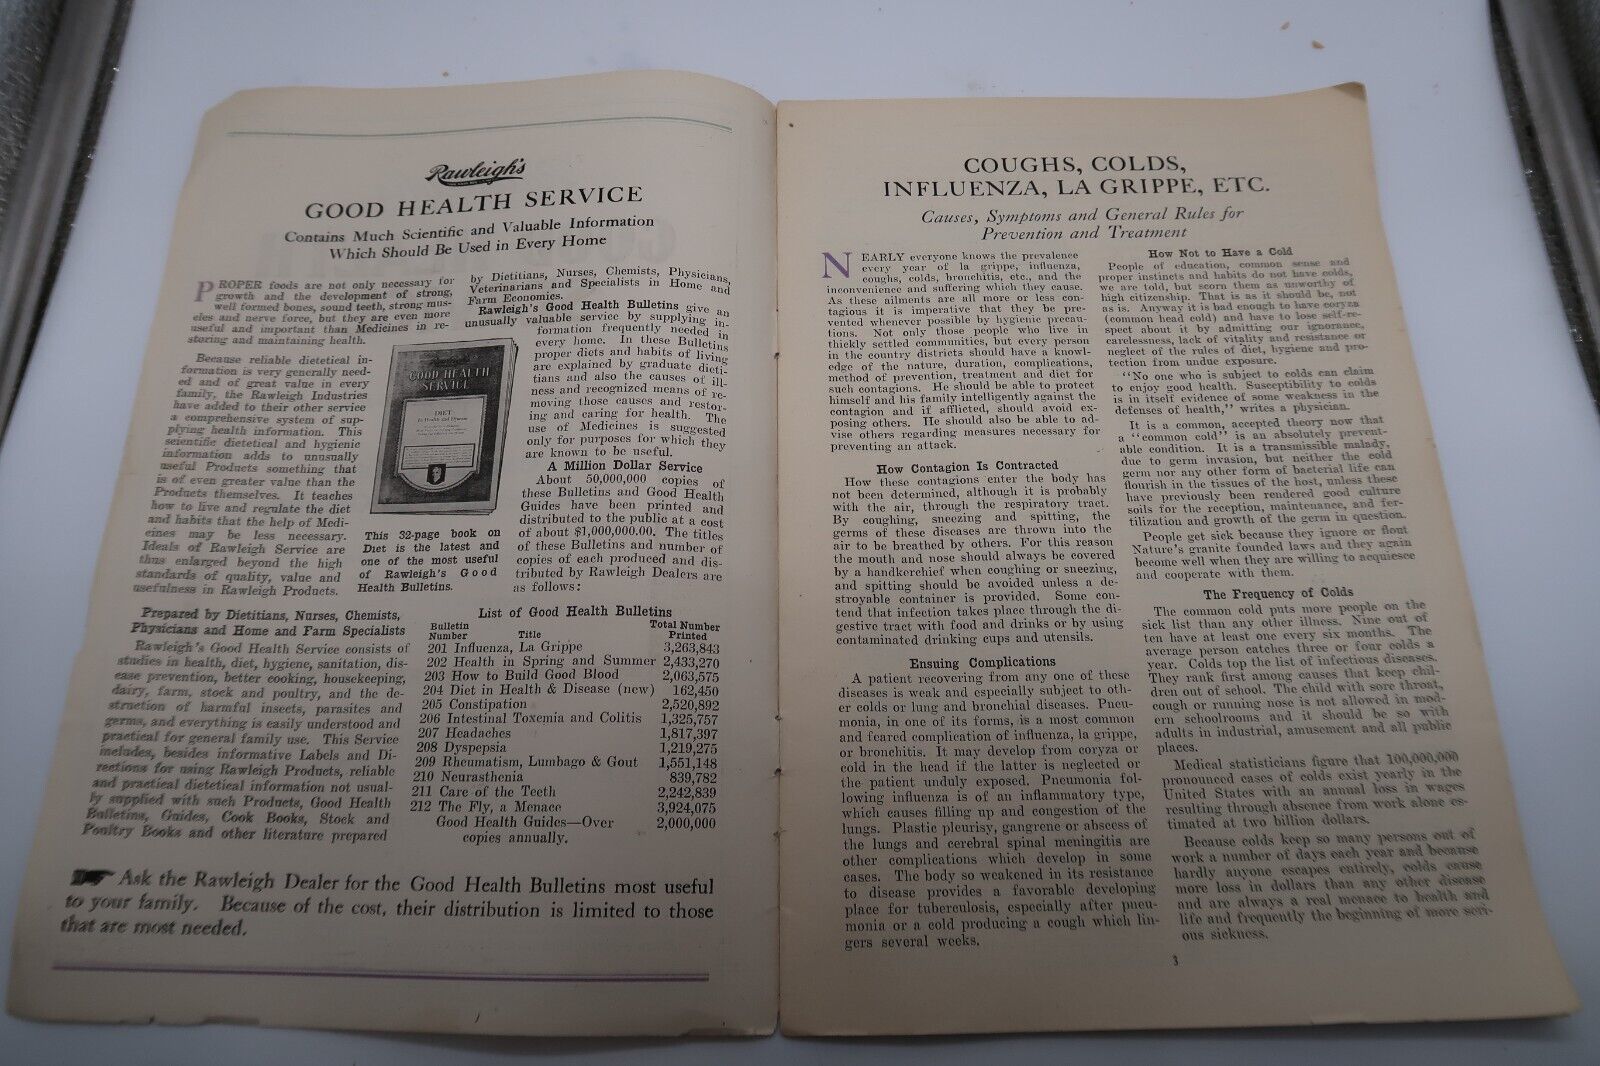 Rawleigh's
GOOD HEALTH SERVICE
Contains Much Scientific and Valuable Information
Which Should Be Used in Every Home
PROPER foods are not only necessary for
growth and the development of strong,
well formed bones, sound teeth, strong mus-
cles and nerve force, but they are even more
useful and important than Medicines in re-
storing and maintaining health.
Because reliable dietetical in-
formation is very generally need-
ed and of great value in every
family, the Rawleigh Industries
have added to their other service
a comprehensive system of sup-
plying health information. This
scientific dietetical and hygienic
information adds to unusually
useful Products something that
is of even greater value than the
Products themselves. It teaches
how to live and regulate the diet
and habits that the help of Medi-
cines may be less necessary.
Ideals of Rawleigh Service are
thus enlarged beyond the high
standards of quality, value and
usefulness in Rawleigh Products.
Prepared by Dietitians, Nurses, Chemists,
Physicians and Home and Farm Specialists
Rawleigh's Good Health Service consists of
studies in health, diet, hygiene, sanitation, dis-
ease prevention, better cooking, housekeeping,
dairy, farm, stock and poultry, and the de-
struction of harmful insects, parasites and
germs, and everything is easily understood and
practical for general family use. This Service
includes, besides informative Labels and Di-
rections for using Rawleigh Products, reliable
and practical dietetical information not usual-
ly supplied with such Products, Good Health
Bulletins, Guides, Cook Books, Stock and
Poultry Books and other literature prepared
by Dietitians, Nurses, Chemists, Physicians,
Veterinarians and Specialists in Home and
Farm Economics.
Rawleigh's Good Health Bulletins give an
unusually valuable service by supplying in-
formation frequently needed in
every home. In these Bulletins
proper diets and habits of living
are explained by graduate dieti-
tians and also the causes of ill-
ness and recognized means of re-
moving those causes and restor-
ing and caring for health. The
use of Medicines is suggested
only for purposes for which they
are known to be useful.
Rawleigh's
GOOD HEALTH
SERVICE
DIET
In Health and Disease
This 32-page book on
Diet is the latest and
one of the most useful
of Rawleigh's Good
Health Bulletins.
A Million Dollar Service
About 50,000,000 copies of
these Bulletins and Good Health
Guides have been printed and
distributed to the public at a cost
of about $1,000,000.00. The titles
of these Bulletins and number of
copies of each produced and dis-
tributed by Rawleigh Dealers are
as follows:
List of Good Health Bulletins
Bulletin Total Number
Number Title Printed
201 Influenza, La Grippe 3,263,843
202 Health in Spring and Summer 2,433,270
203 How to Build Good Blood 2,063,575
204 Diet in Health & Disease (new) 162,450
205 Constipation 2,520,892
206 Intestinal Toxemia and Colitis 1,325,757
207 Headaches 1,817,397
208 Dyspepsia 1,219,275
209 Rheumatism, Lumbago & Gout 1,551,148
210 Neurasthenia 839,782
211 Care of the Teeth 2,242,839
212 The Fly, a Menace 3,924,075
Good Health Guides—Over 2,000,000
copies annually.
Ask the Rawleigh Dealer for the Good Health Bulletins most useful
to your family. Because of the cost, their distribution is limited to those
that are most needed.
COUGHS, COLDS,
INFLUENZA, LA GRIPPE, ETC.
Causes, Symptoms and General Rules for
Prevention and Treatment
NEARLY everyone knows the prevalence
every year of la grippe, influenza,
coughs, colds, bronchitis, etc., and the
inconvenience and suffering which they cause.
As these ailments are all more or less con-
tagious it is imperative that they be pre-
vented whenever possible by hygienic precau-
tions. Not only those people who live in
thickly settled communities, but every person
in the country districts should have a knowl-
edge of the nature, duration, complications,
method of prevention, treatment and diet for
such contagions. He should be able to protect
himself and his family intelligently against the
contagion and if afflicted, should avoid ex-
posing others. He should also be able to ad-
vise others regarding measures necessary for
preventing an attack.
How Contagion Is Contracted
How these contagions enter the body has
not been determined, although it is probably
with the air, through the respiratory tract.
By coughing, sneezing and spitting, the
germs of these diseases are thrown into the
air to be breathed by others. For this reason
the mouth and nose should always be covered
by a handkerchief when coughing or sneezing,
and spitting should be avoided unless a de-
stroyable container is provided. Some con-
tend that infection takes place through the di-
gestive tract with food and drinks or by using
contaminated drinking cups and utensils.
Ensuing Complications
A patient recovering from any one of these
diseases is weak and especially subject to oth-
er colds or lung and bronchial diseases. Pneu-
monia, in one of its forms, is a most common
and feared complication of influenza, la grippe,
or bronchitis. It may develop from coryza or
cold in the head if the latter is neglected or
the patient unduly exposed. Pneumonia fol-
lowing influenza is of an inflammatory type,
which causes filling up and congestion of the
lungs. Plastic pleurisy, gangrene or abscess of
the lungs and cerebral spinal meningitis are
other complications which develop in some
cases. The body so weakened in its resistance
to disease provides a favorable developing
place for tuberculosis, especially after pneu-
monia or a cold producing a cough which lin-
gers several weeks.
How Not to Have a Cold
People of education, common sense and
proper instincts and habits do not have colds,
we are told, but scorn them as unworthy of
high citizenship. That is as it should be, not
as is. Anyway it is bad enough to have coryza
(common head cold) and have to lose self-re-
spect about it by admitting our ignorance,
carelessness, lack of vitality and resistance or
neglect of the rules of diet, hygiene and pro-
tection from undue exposure.
“No one who is subject to colds can claim
to enjoy good health. Susceptibility to colds
is in itself evidence of some weakness in the
defenses of health,” writes a physician.
It is a common, accepted theory now that
a “common cold” is an absolutely prevent-
able condition. It is a transmissible malady,
due to germ invasion, but neither the cold
germ nor any other form of bacterial life can
flourish in the tissues of the host, unless these
have previously been rendered good culture
soils for the reception, maintenance, and fer-
tilization and growth of the germ in question.
People get sick because they ignore or flout
Nature's granite founded laws and they again
become well when they are willing to acquiesce
and cooperate with them.
The Frequency of Colds
The common cold puts more people on the
sick list than any other illness. Nine out of
ten have at least one every six months. The
average person catches three or four colds a
year. Colds top the list of infectious diseases.
They rank first among causes that keep chil-
dren out of school. The child with sore throat,
cough or running nose is not allowed in mod-
ern schoolrooms and it should be so with
adults in industrial, amusement and all public
places.
Medical statisticians figure that 100,000,000
pronounced cases of colds exist yearly in the
United States with an annual loss in wages
resulting through absence from work alone es-
timated at two billion dollars.
Because colds keep so many persons out of
work a number of days each year and because
hardly anyone escapes entirely, colds cause
more loss in dollars than any other disease
and are always a real menace to health and
life and frequently the beginning of more seri-
ous sickness.
3